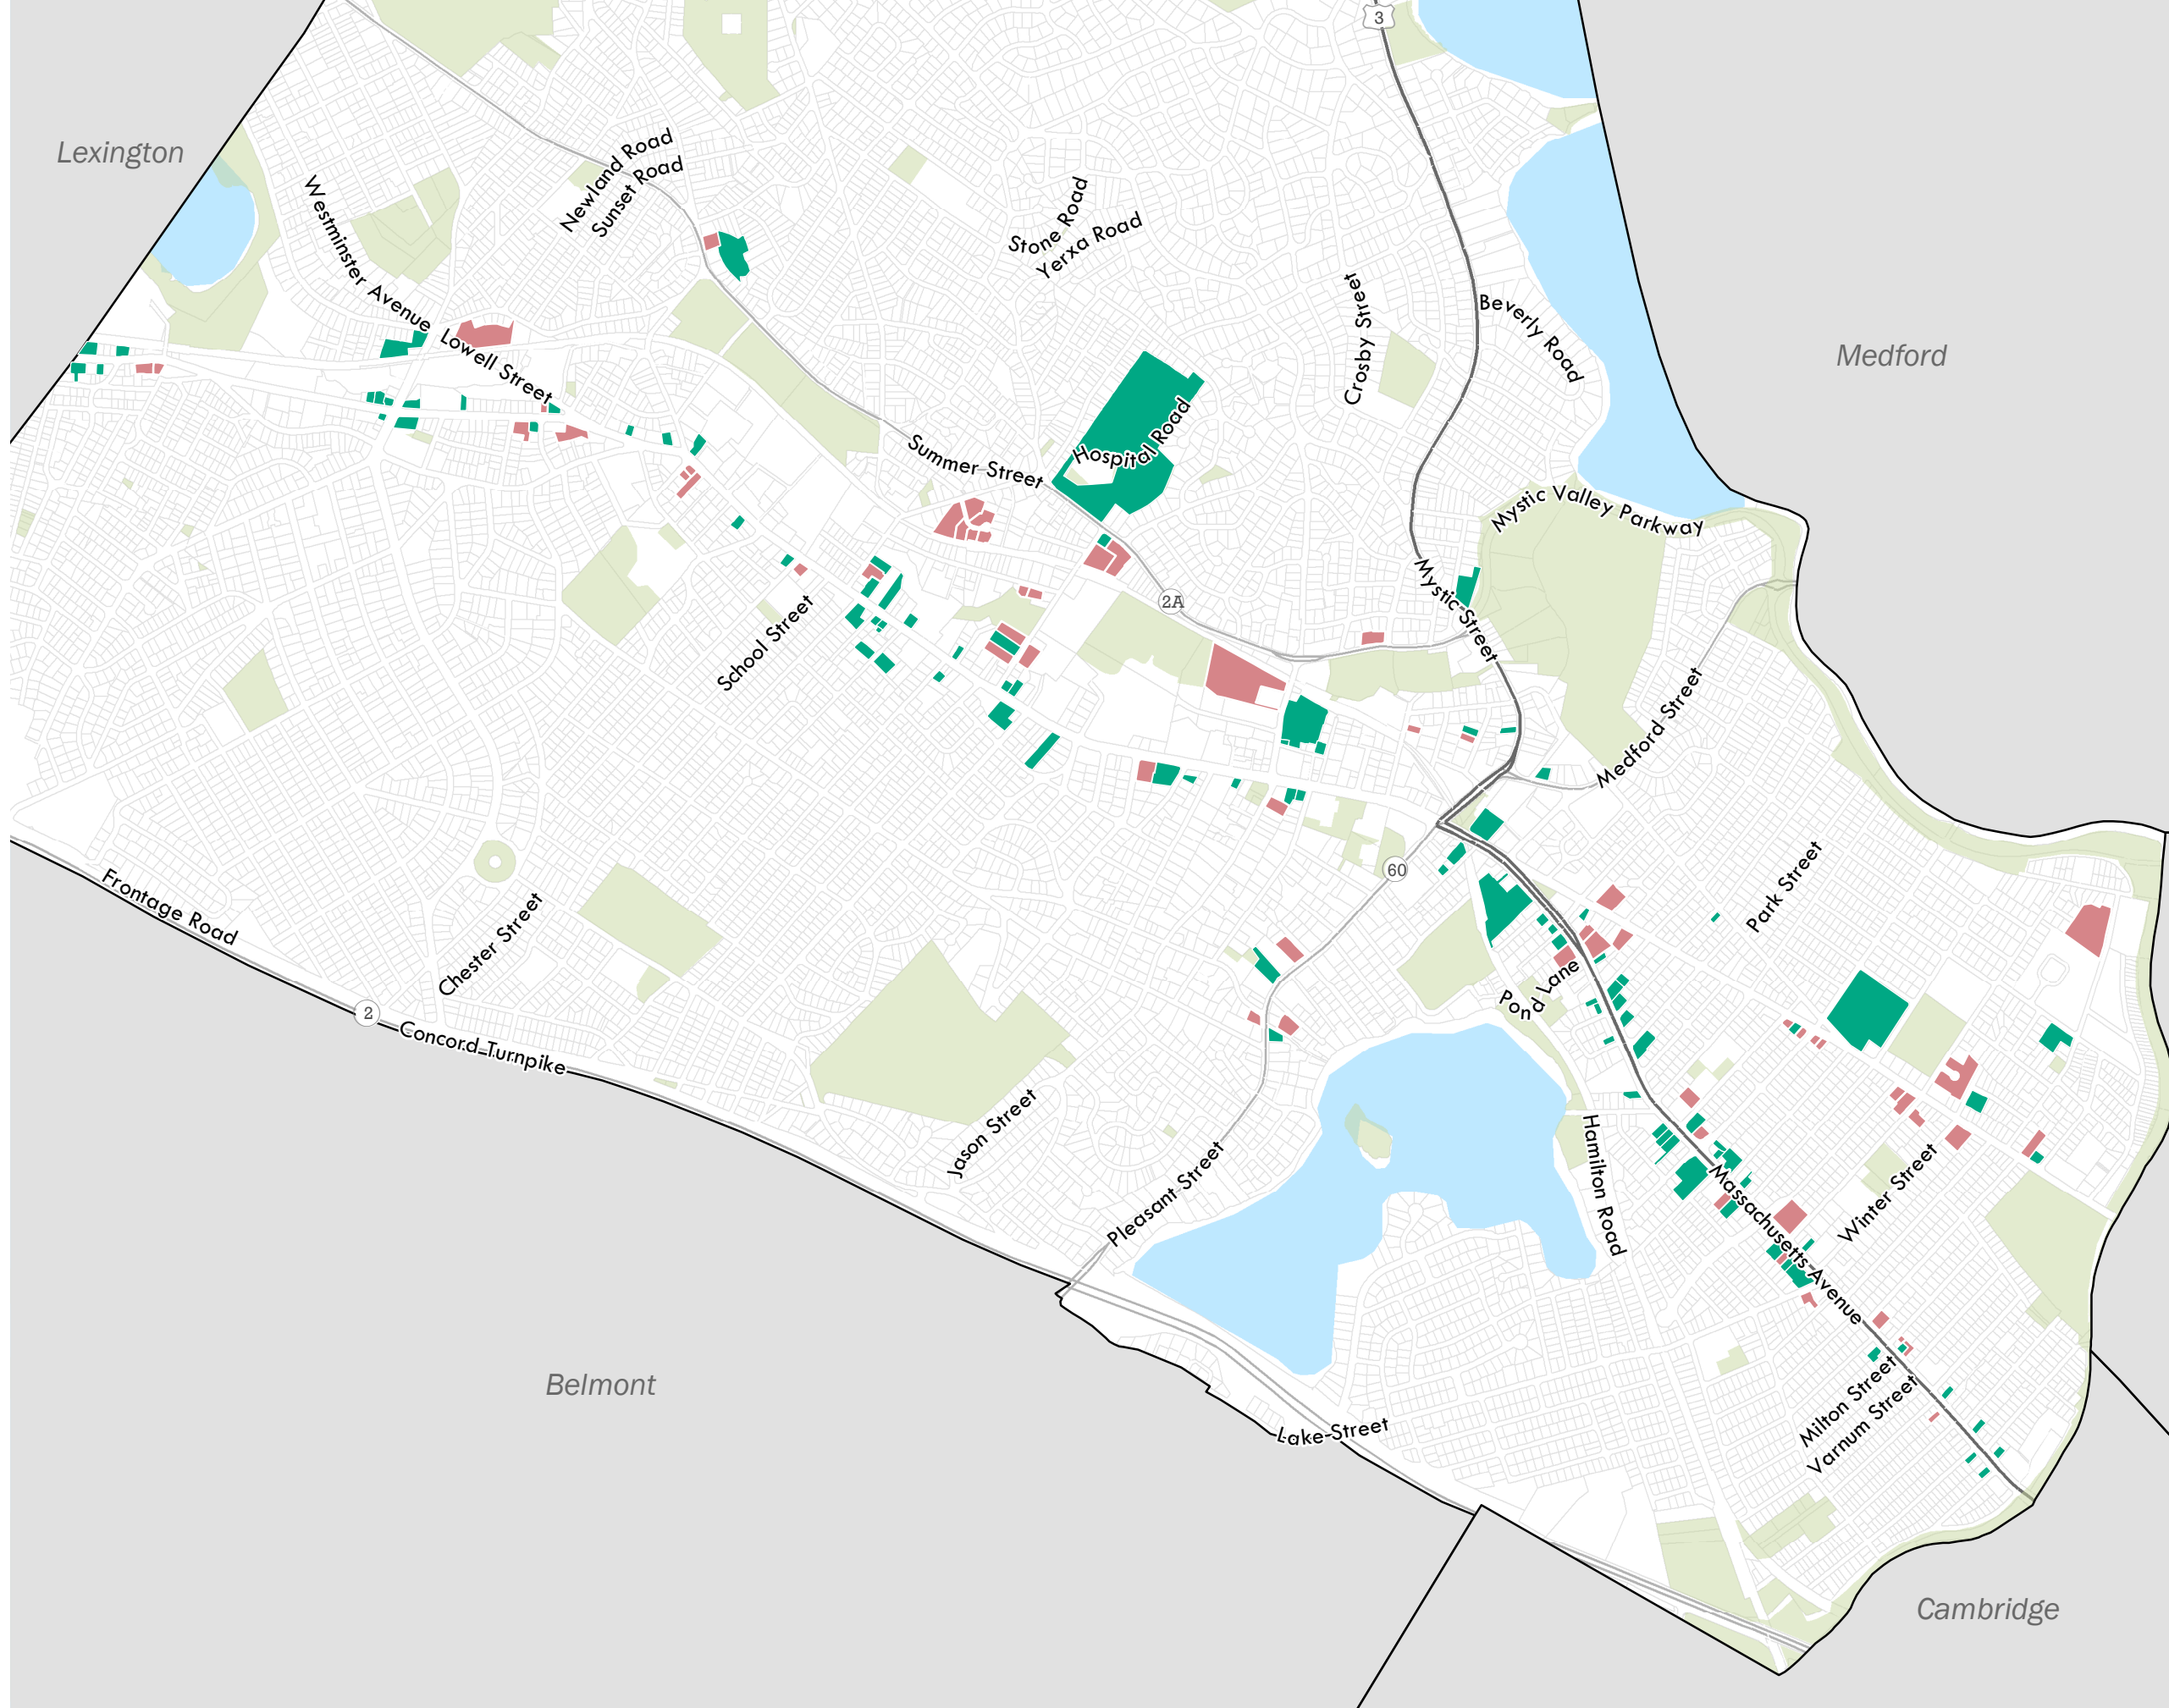 3
Lexington
Newland Road
Sunset Road
Westminster Avenue
Stone Road
Yerxa Road
Crosby Street
Beverly Road
Medford
Lowell Street
Hospital Road
Summer Street
Mystic Valley Parkway
Mystic Street
2A
School Street
Medford Street
60
Park Street
Frontage Road
Chester Street
Pond Lane
2
Concord Turnpike
Jason Street
Hamilton Road
Pleasant Street
Winter Street
Massachusetts Avenue
Belmont
Milton Street
Varnum Street
Lake Street
Cambridge